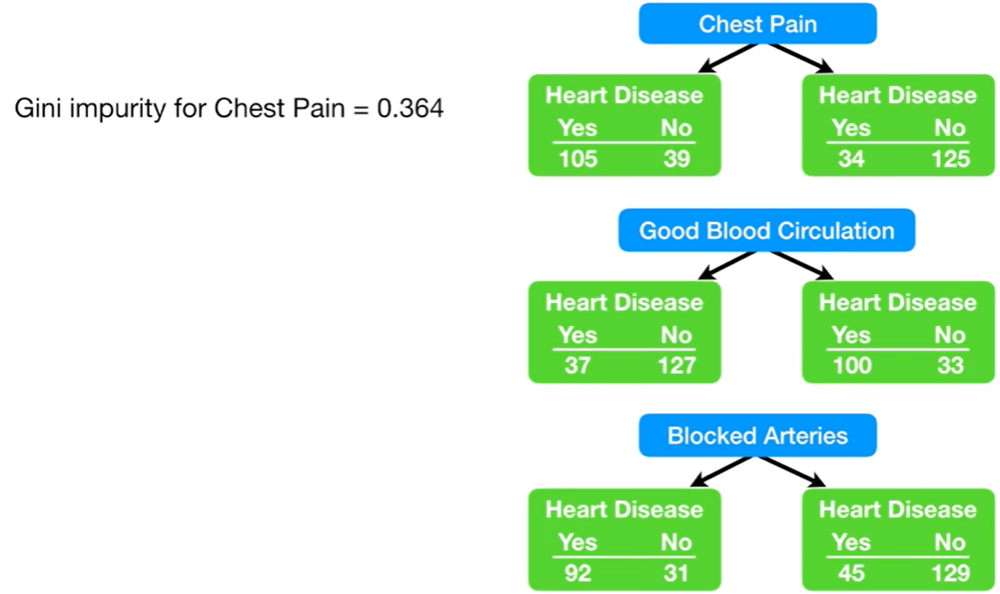 Chest Pain
Gini impurity for Chest Pain = 0.364
Heart Disease
Yes No
105 39
Heart Disease
Yes No
34 125
Good Blood Circulation
Heart Disease
Yes No
37 127
Heart Disease
Yes No
100 33
Blocked Arteries
Heart Disease
Yes No
92 31
Heart Disease
Yes No
45 129